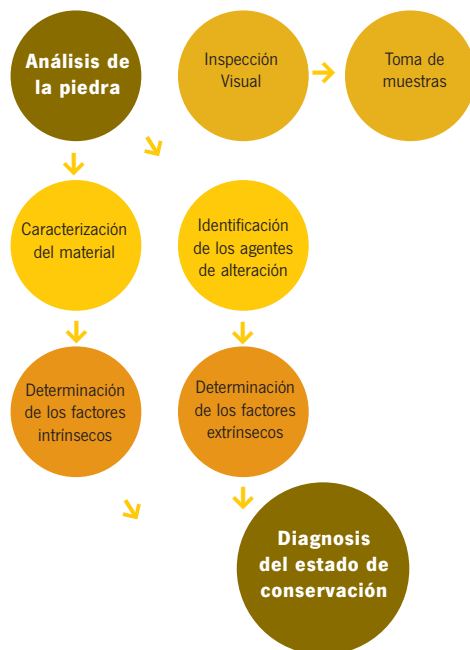 Análisis de
la piedra
Inspección
Visual
Toma de
muestras
Caracterización
del material
Identificación
de los agentes
de alteración
Determinación
de los factores
intrínsecos
Determinación
de los factores
extrínsecos
Diagnosis
del estado de
conservación